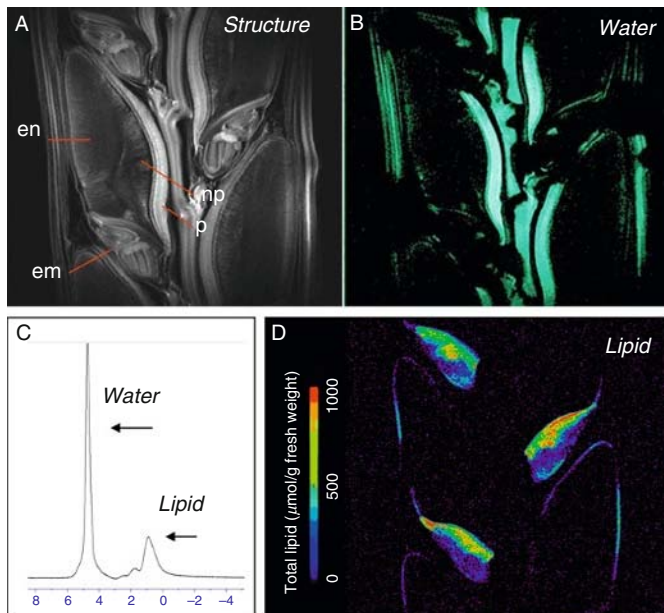 A
Structure
en
np
p
em
B
Water
C
Water
Lipid
8 6 4 2 0 −2 −4
D
Lipid
Total lipid (μmol/g fresh weight)
1000
500
0